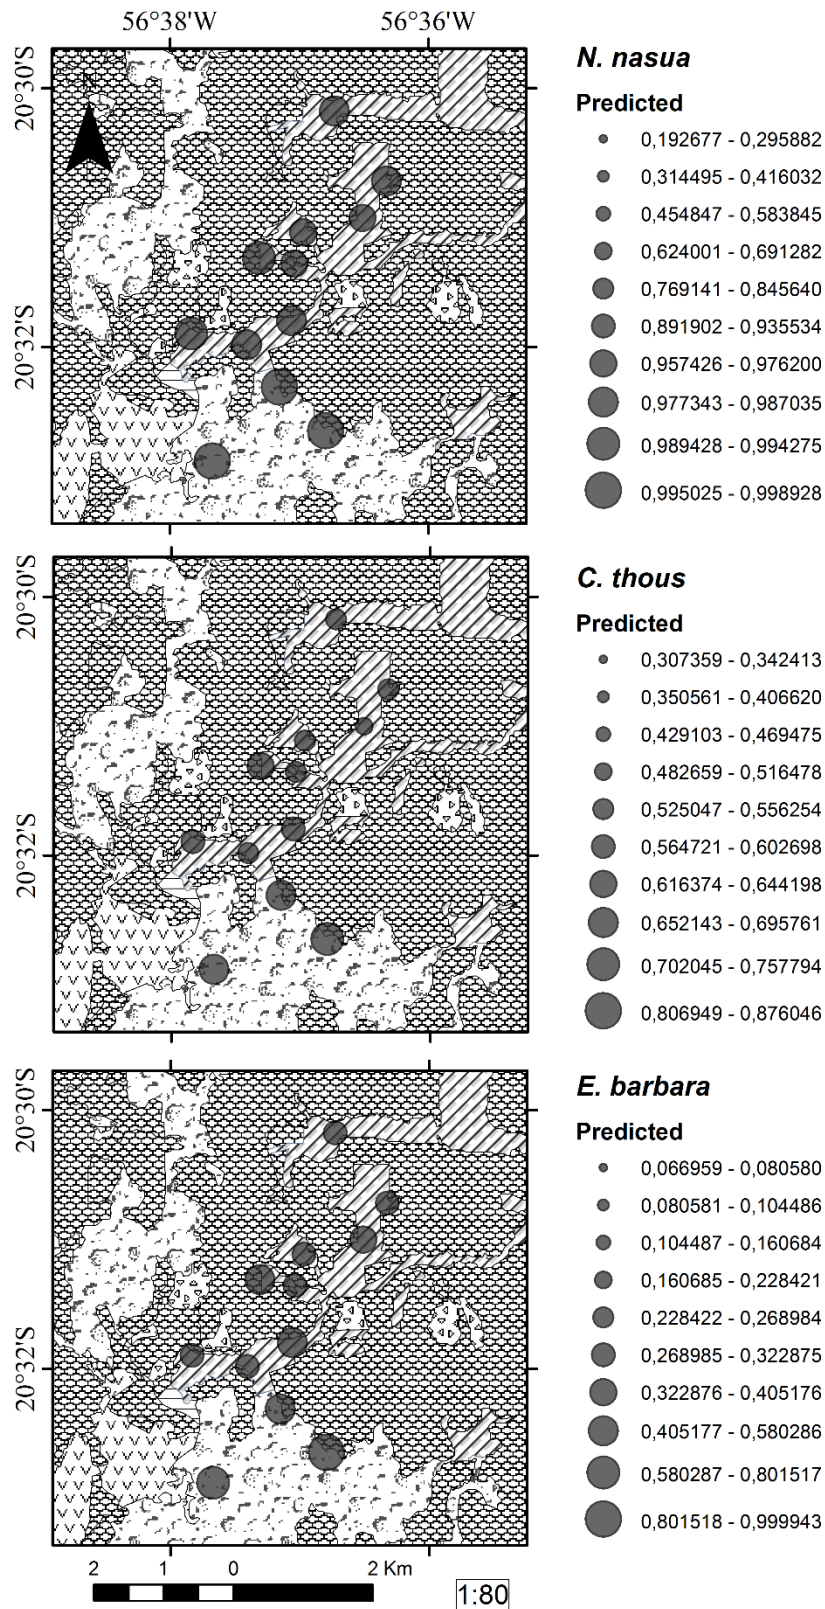 56°38'W 56°36'W
20°30'S
20°32'S
N
N. nasua
Predicted
0,192677 - 0,295882
0,314495 - 0,416032
0,454847 - 0,583845
0,624001 - 0,691282
0,769141 - 0,845640
0,891902 - 0,935534
0,957426 - 0,976200
0,977343 - 0,987035
0,989428 - 0,994275
0,995025 - 0,998928
20°30'S
20°32'S
C. thous
Predicted
0,307359 - 0,342413
0,350561 - 0,406620
0,429103 - 0,469475
0,482659 - 0,516478
0,525047 - 0,556254
0,564721 - 0,602698
0,616374 - 0,644198
0,652143 - 0,695761
0,702045 - 0,757794
0,806949 - 0,876046
20°30'S
20°32'S
E. barbara
Predicted
0,066959 - 0,080580
0,080581 - 0,104486
0,104487 - 0,160684
0,160685 - 0,228421
0,228422 - 0,268984
0,268985 - 0,322875
0,322876 - 0,405176
0,405177 - 0,580286
0,580287 - 0,801517
0,801518 - 0,999943
2 1 0 2 Km
1:80